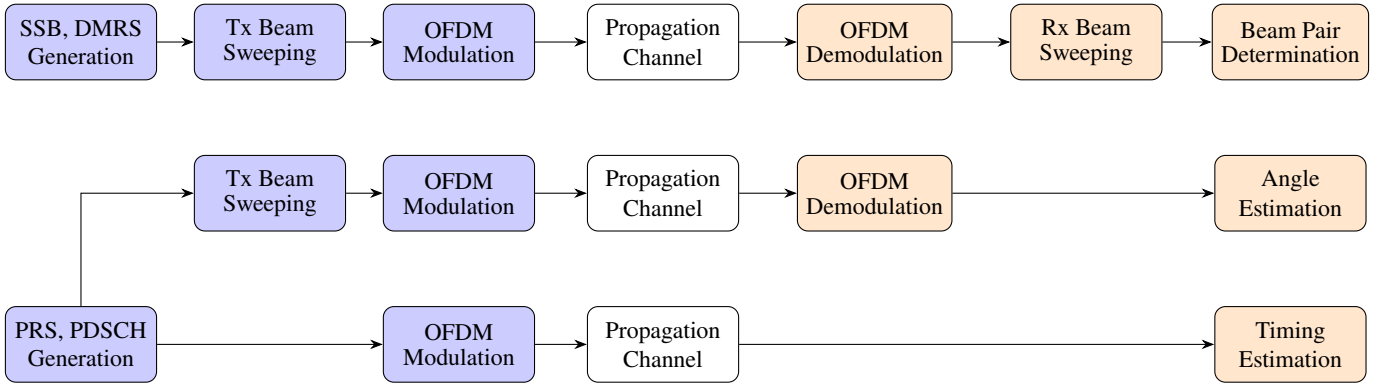 SSB, DMRS
Generation
Tx Beam
Sweeping
OFDM
Modulation
Propagation
Channel
OFDM
Demodulation
Rx Beam
Sweeping
Beam Pair
Determination
Tx Beam
Sweeping
OFDM
Modulation
Propagation
Channel
OFDM
Demodulation
Angle
Estimation
PRS, PDSCH
Generation
OFDM
Modulation
Propagation
Channel
Timing
Estimation